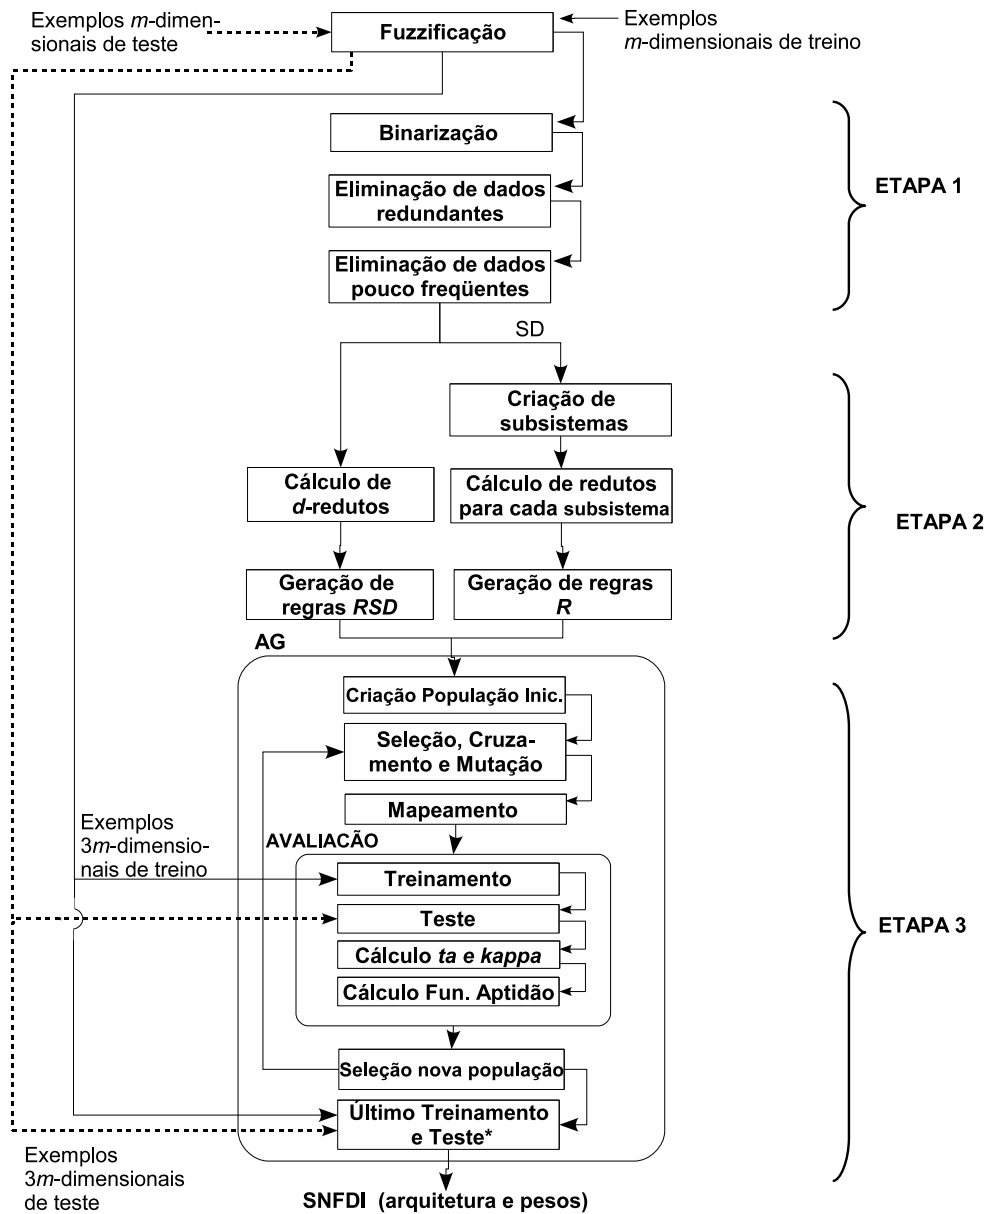 Exemplos m-dimen-
sionais de teste
Fuzzificação
Exemplos
m-dimensionais de treino
Binarização
Eliminação de dados
redundantes
Eliminação de dados
pouco freqüentes
ETAPA 1
SD
Criação de
subsistemas
Cálculo de
d-redutos
Cálculo de redutos
para cada subsistema
Geração de
regras RSD
Geração de regras
R
ETAPA 2
AG
Criação População Inic.
Seleção, Cruza-
mento e Mutação
Mapeamento
Exemplos
3m-dimensio-
nais de treino
AVALIACÃO
Treinamento
Teste
Cálculo ta e kappa
Cálculo Fun. Aptidão
Seleção nova população
Último Treinamento
e Teste*
ETAPA 3
Exemplos
3m-dimensionais
de teste
SNFDI (arquitetura e pesos)